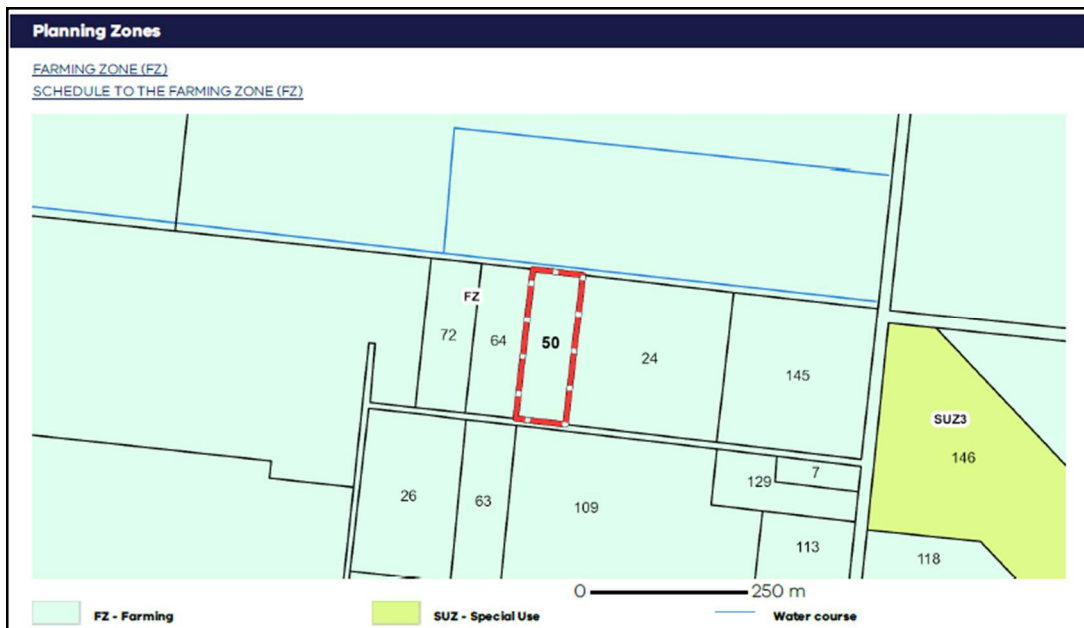 Planning Zones
FARMING ZONE (FZ)
SCHEDULE TO THE FARMING ZONE (FZ)
FZ
72
64
50
24
145
SUZ3
146
26
63
109
129
7
113
118
0 250 m
FZ - Farming
SUZ - Special Use
Water course